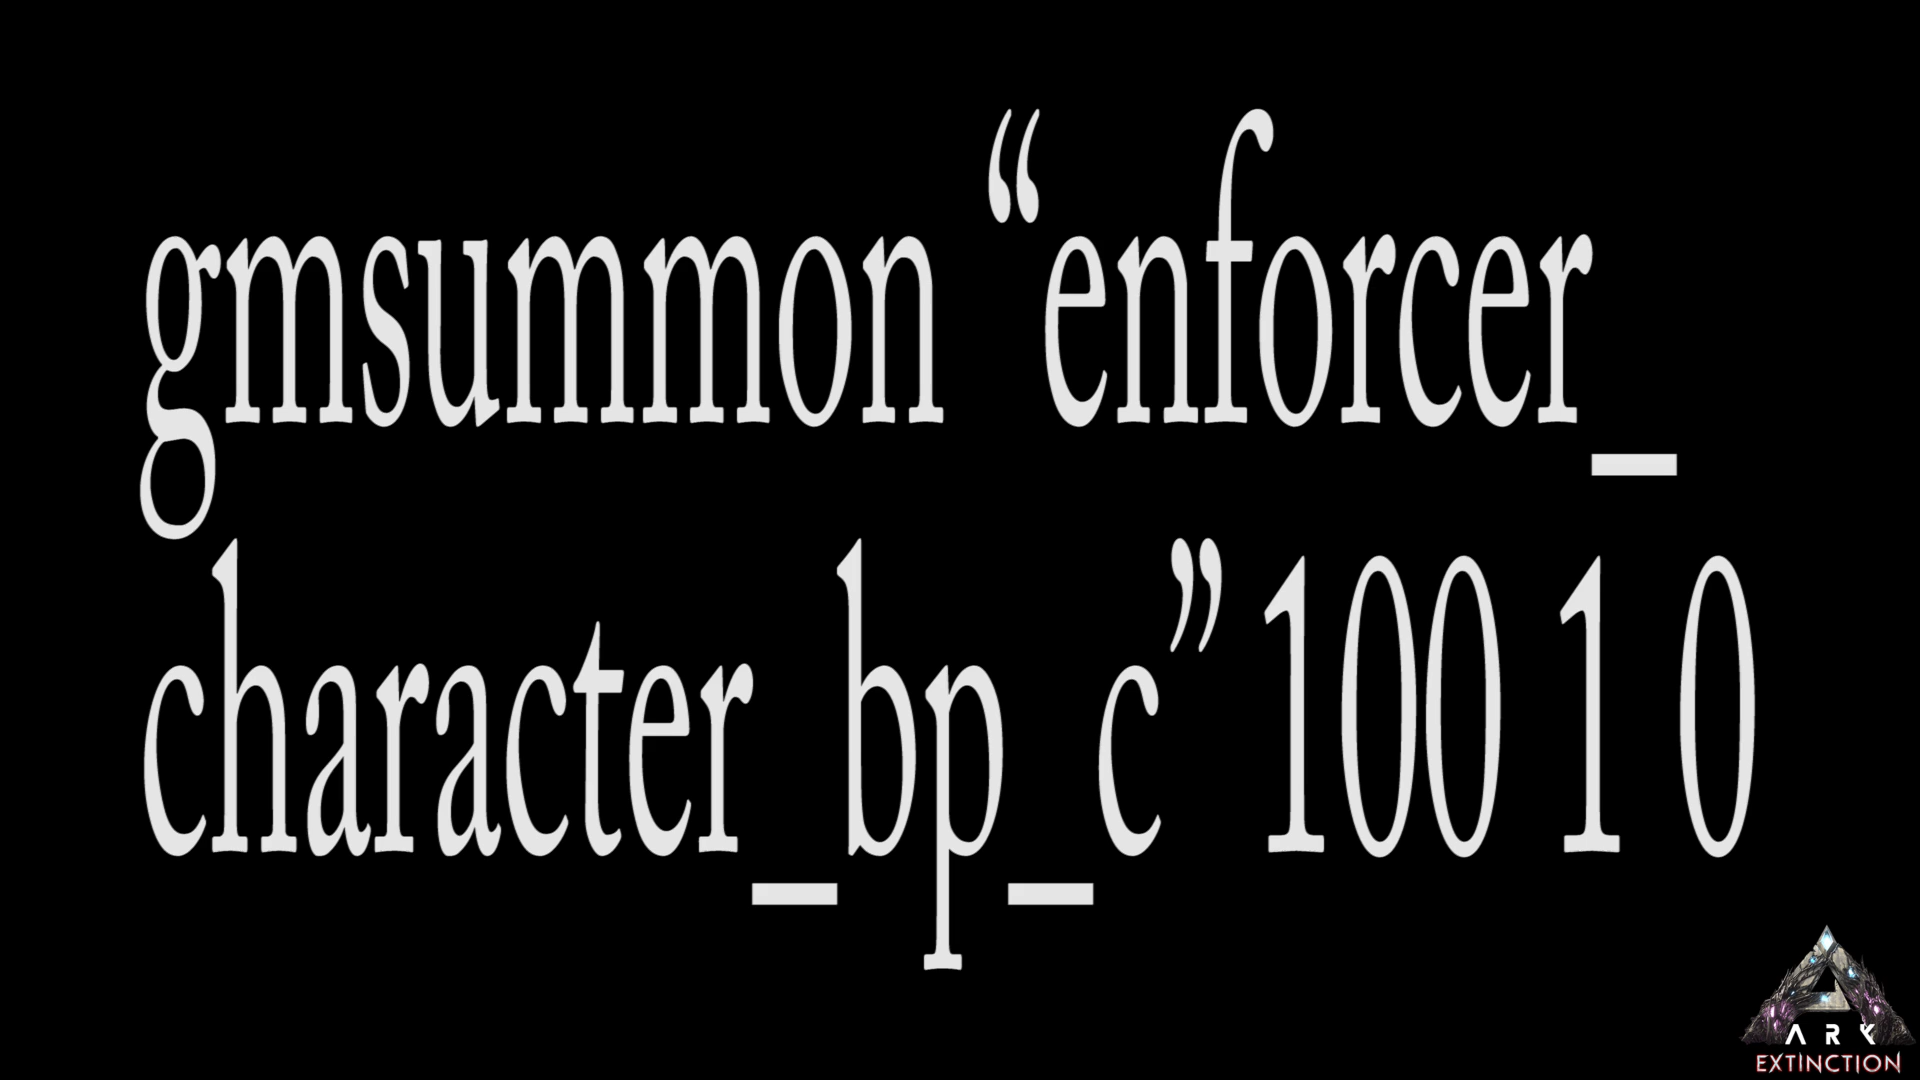 gmsummon “enforcer_
character_bp_c” 100 1 0
ARK
EXTINCTION